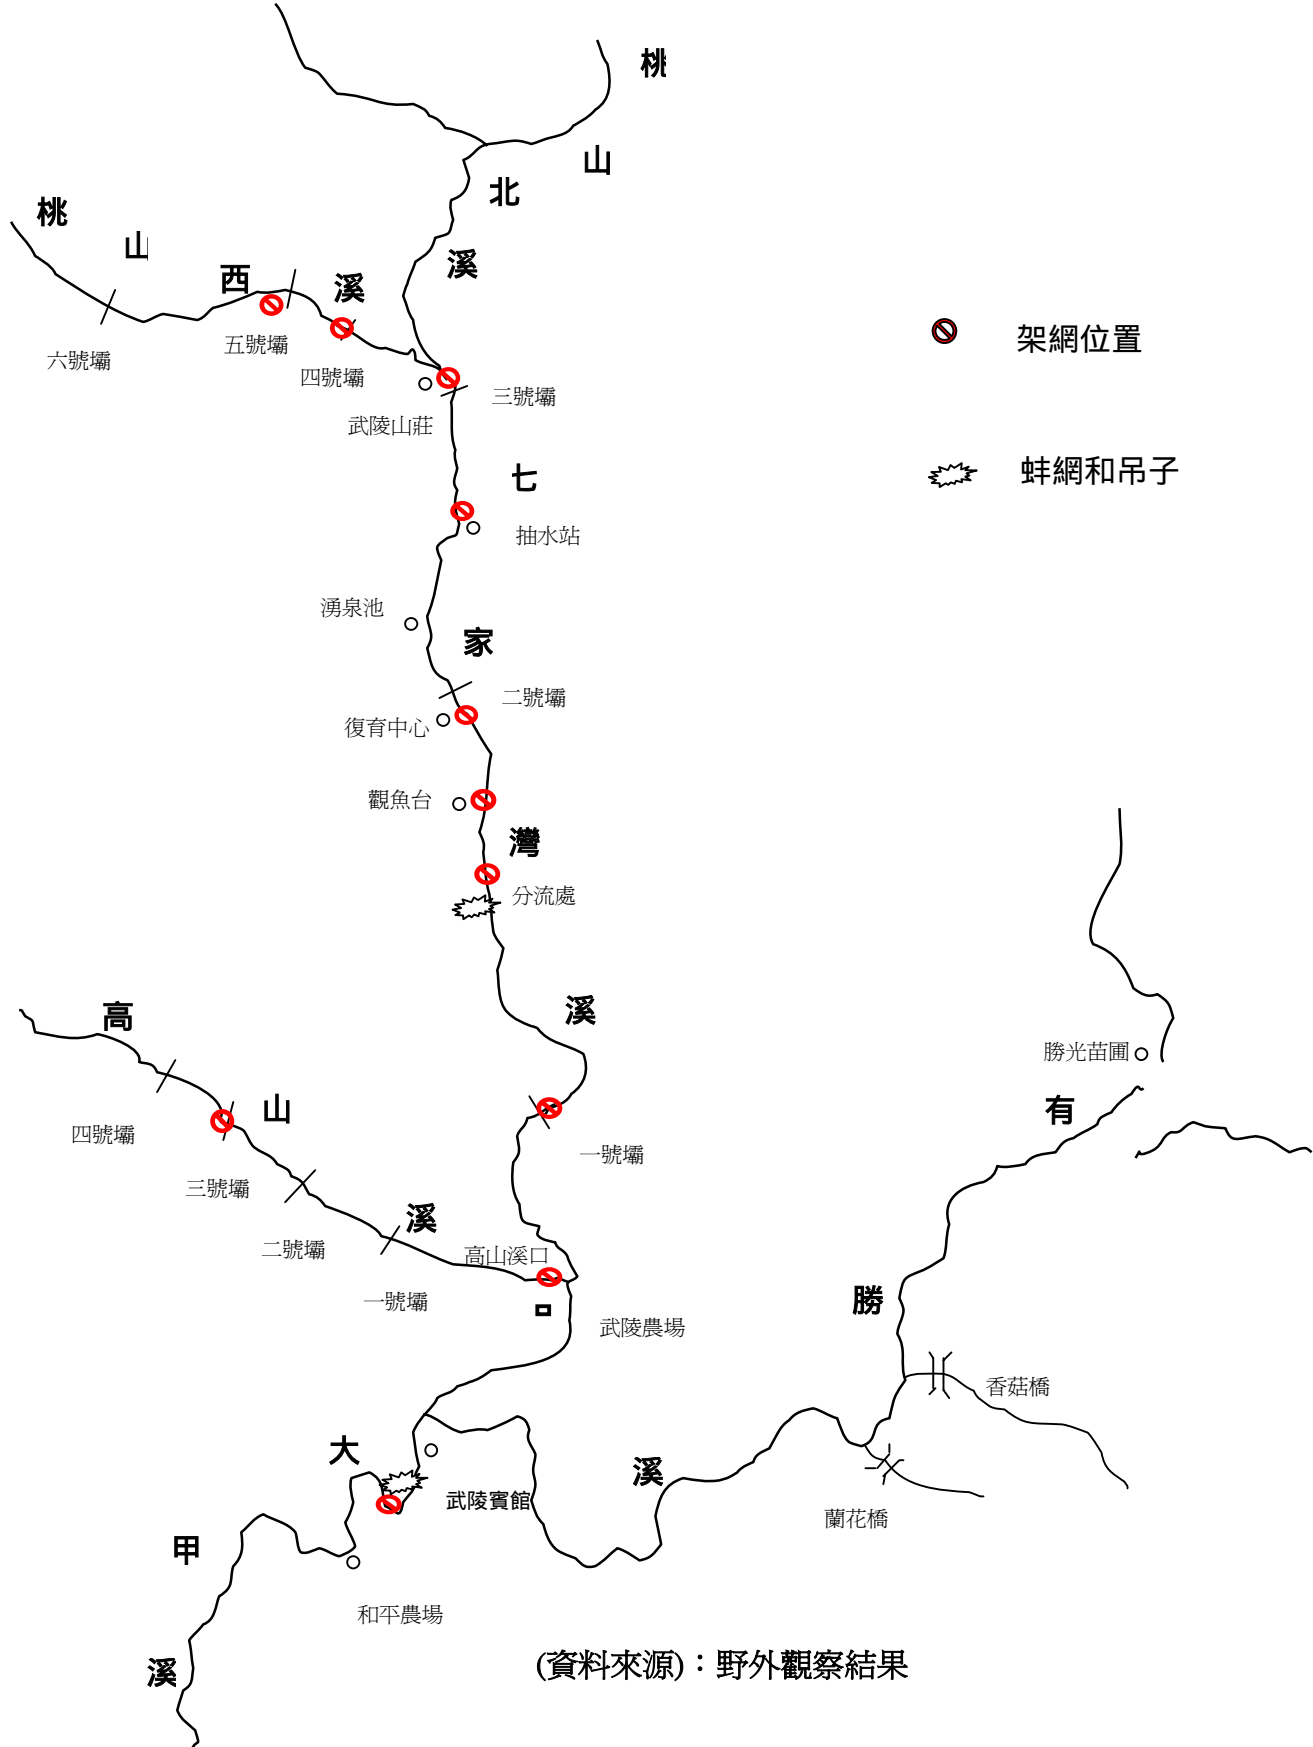 桃山北溪
桃山西溪
六號壩
五號壩
四號壩
三號壩
武陵山莊
架網位置
蚌網和吊子
七家灣溪
抽水站
湧泉池
二號壩
復育中心
觀魚台
分流處
一號壩
高山溪
四號壩
三號壩
二號壩
一號壩
高山溪口
武陵農場
有勝溪
勝光苗圃
香菇橋
蘭花橋
大甲溪
武陵賓館
和平農場
(資料來源)：野外觀察結果